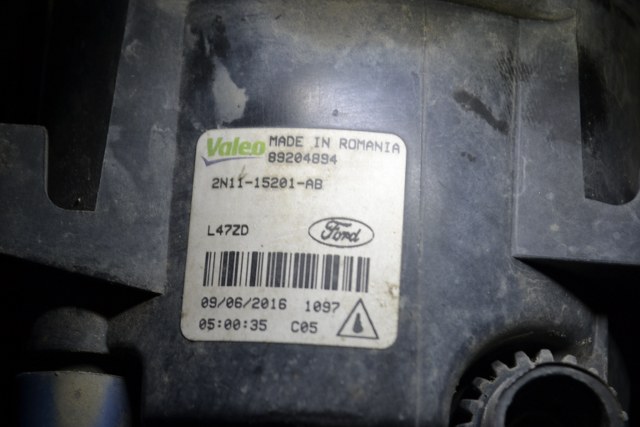 Valeo MADE IN ROMANIA
89204894
2N11-15201-AB
L47ZD Ford
09/06/2016 1097
05:00:35 C05